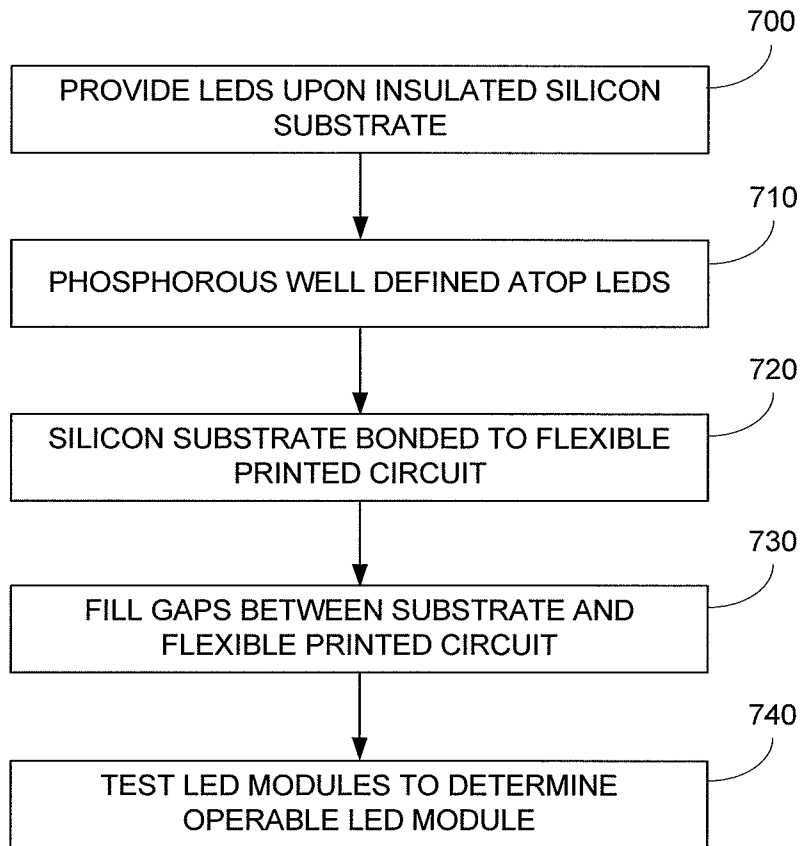 700
PROVIDE LEDS UPON INSULATED SILICON
SUBSTRATE
710
PHOSPHOROUS WELL DEFINED ATOP LEDS
720
SILICON SUBSTRATE BONDED TO FLEXIBLE
PRINTED CIRCUIT
730
FILL GAPS BETWEEN SUBSTRATE AND
FLEXIBLE PRINTED CIRCUIT
740
TEST LED MODULES TO DETERMINE
OPERABLE LED MODULE